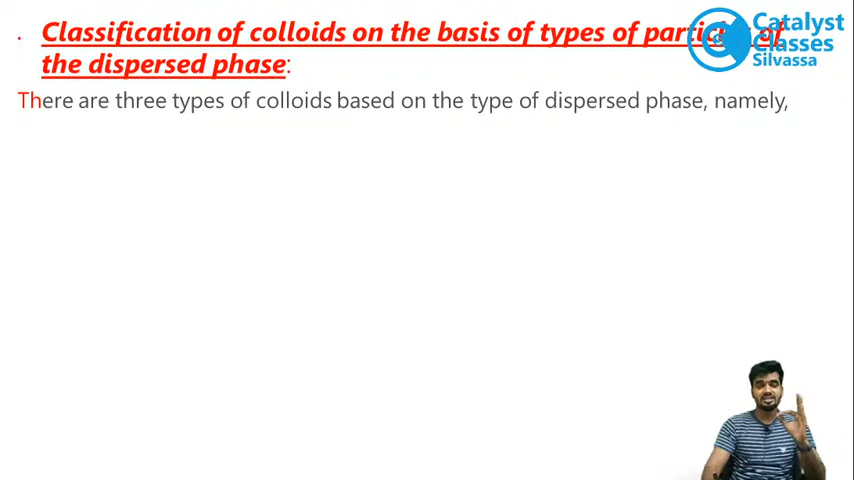 . Classification of colloids on the basis of types of particles of
the dispersed phase:
There are three types of colloids based on the type of dispersed phase, namely,
Catalyst
Classes
Silvassa